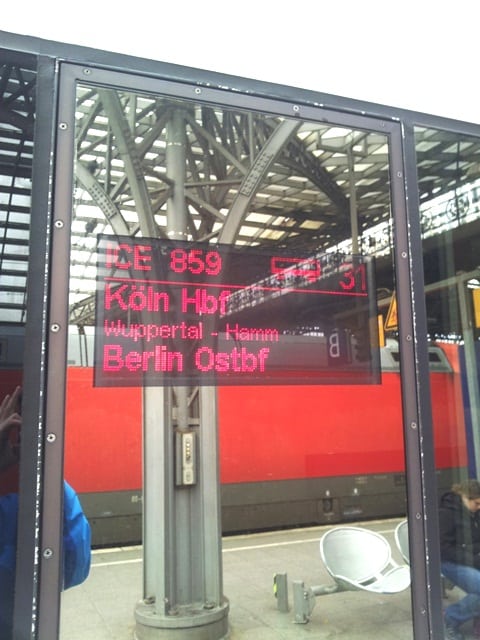 ICE 859 31
Köln Hbf
Wuppertal - Hamm
Berlin Ostbf
B